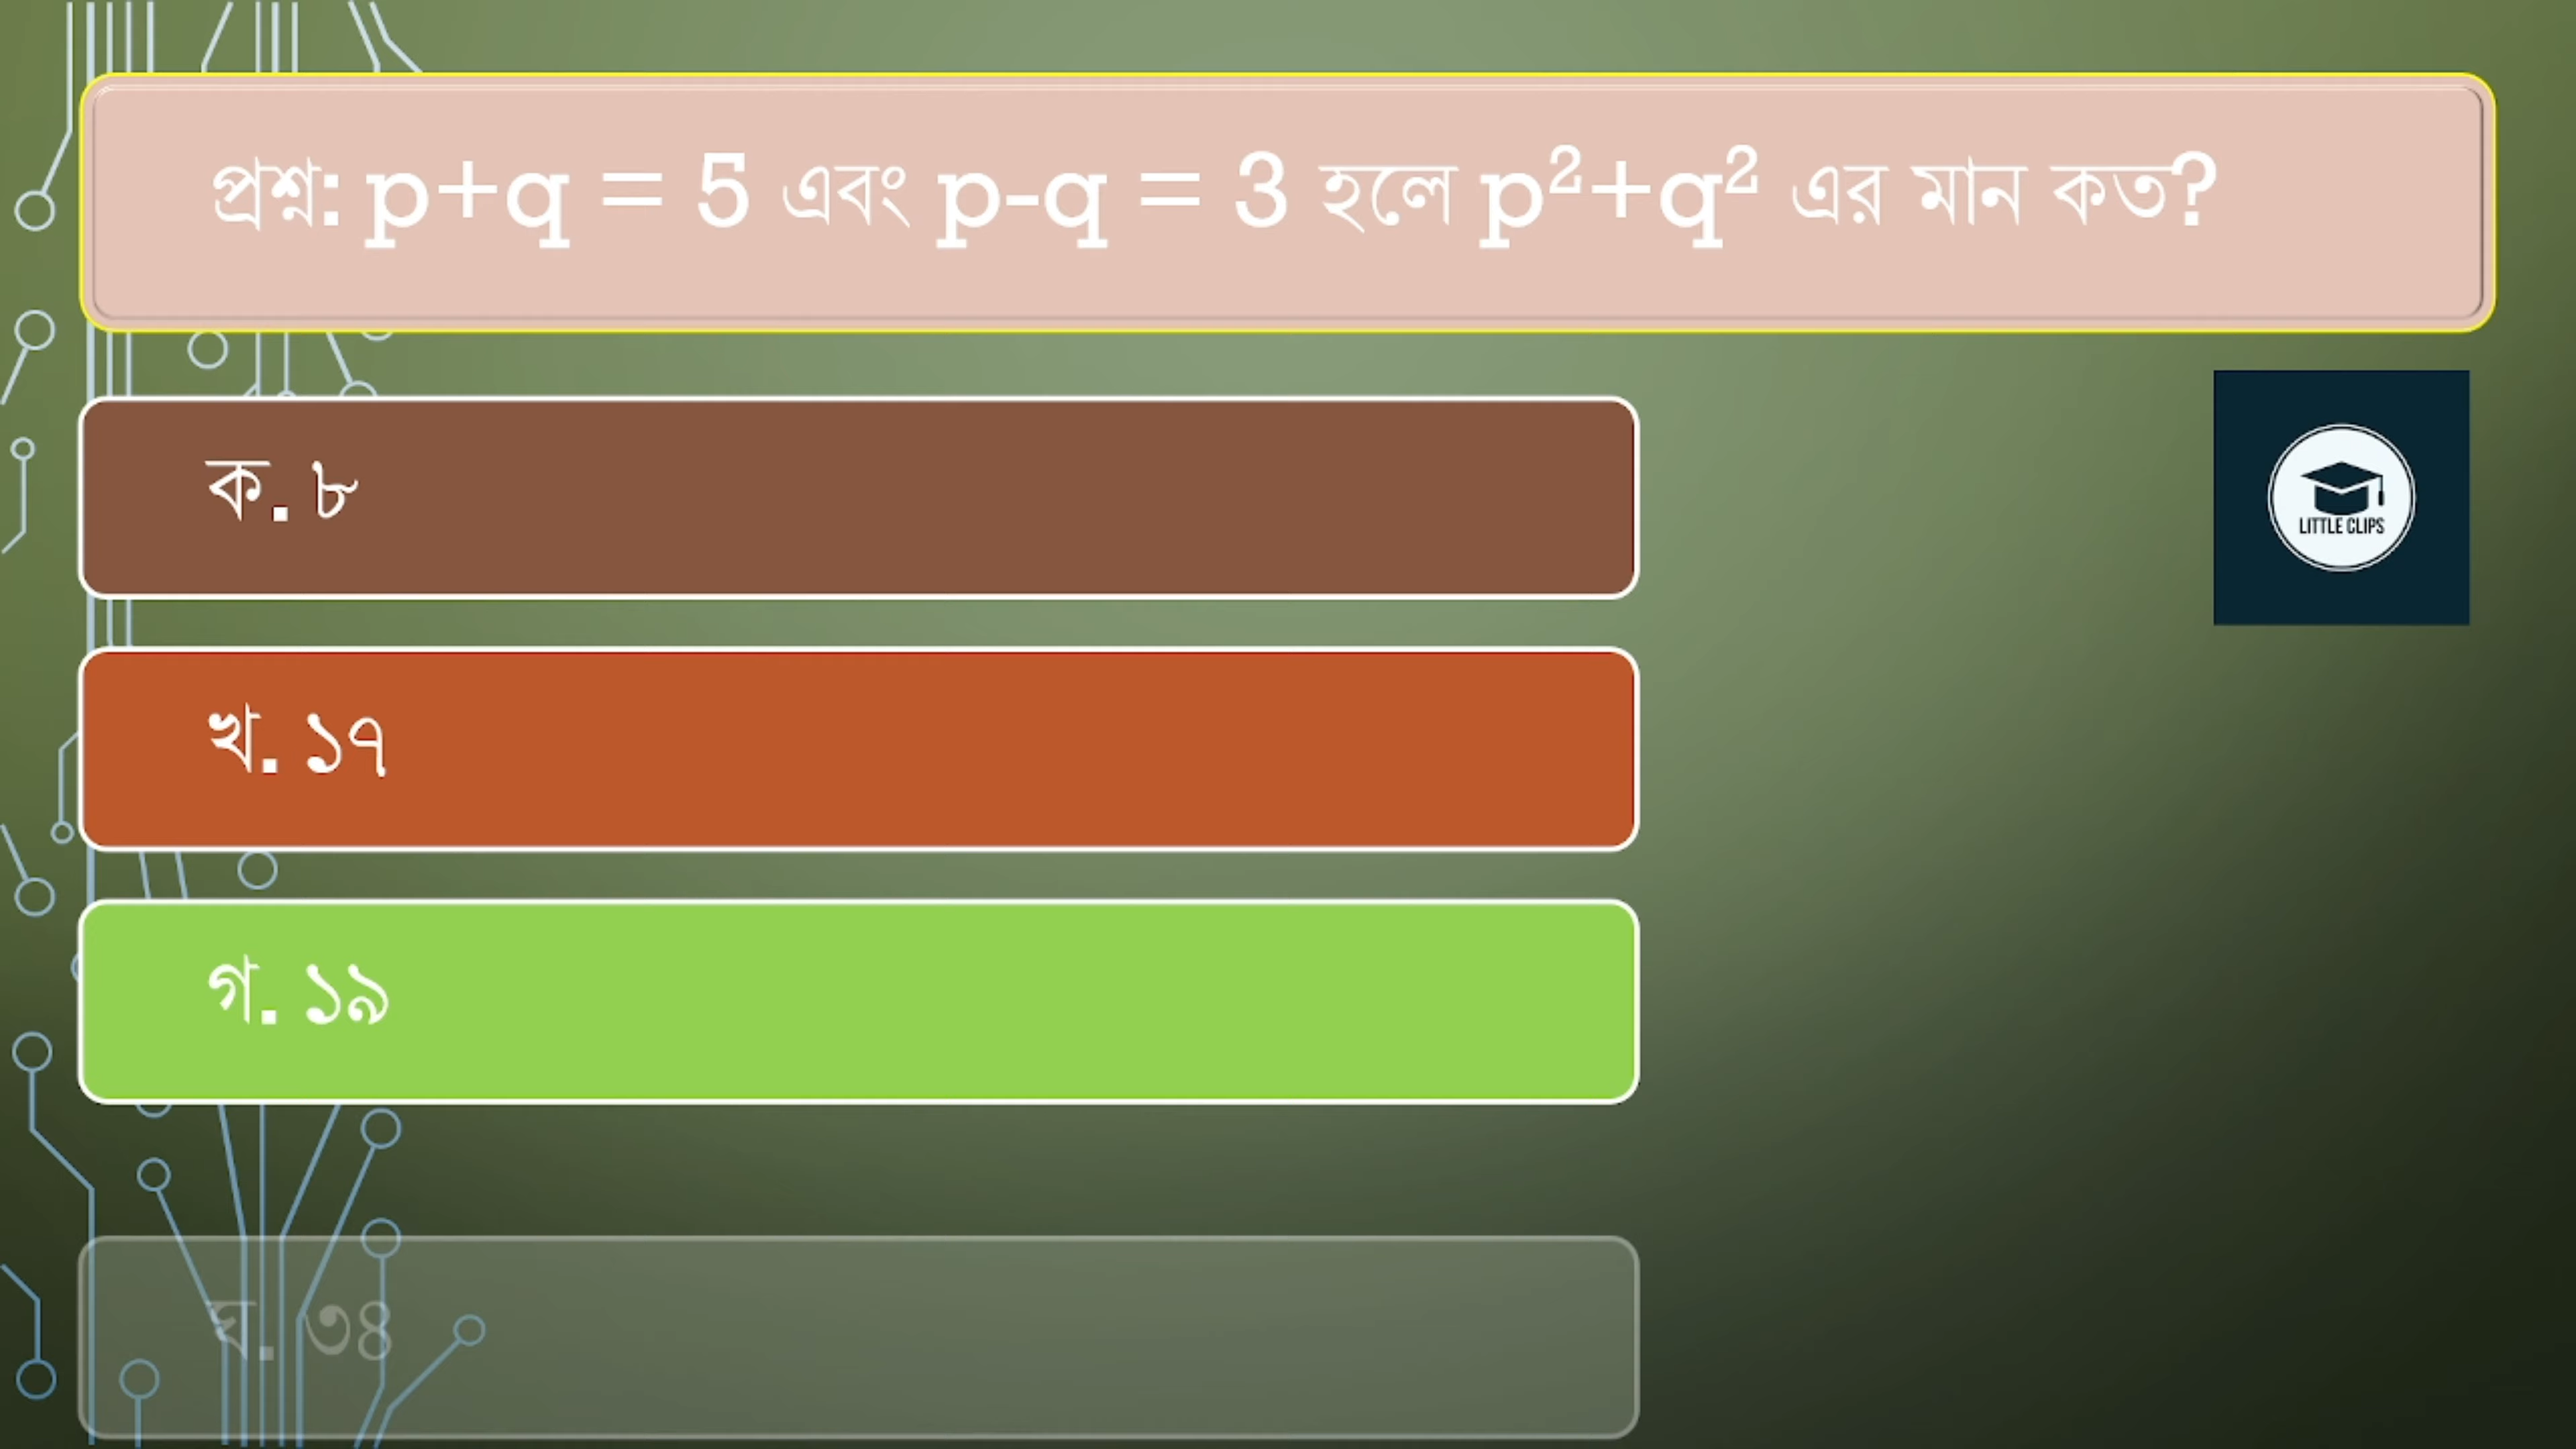 প্রশ্ন: p+q = 5 এবং p-q = 3 হলে p²+q² এর মান কত?
ক. ৮
LITTLE CLIPS
খ. ১৭
গ. ১৯
ঘ. ৩৪